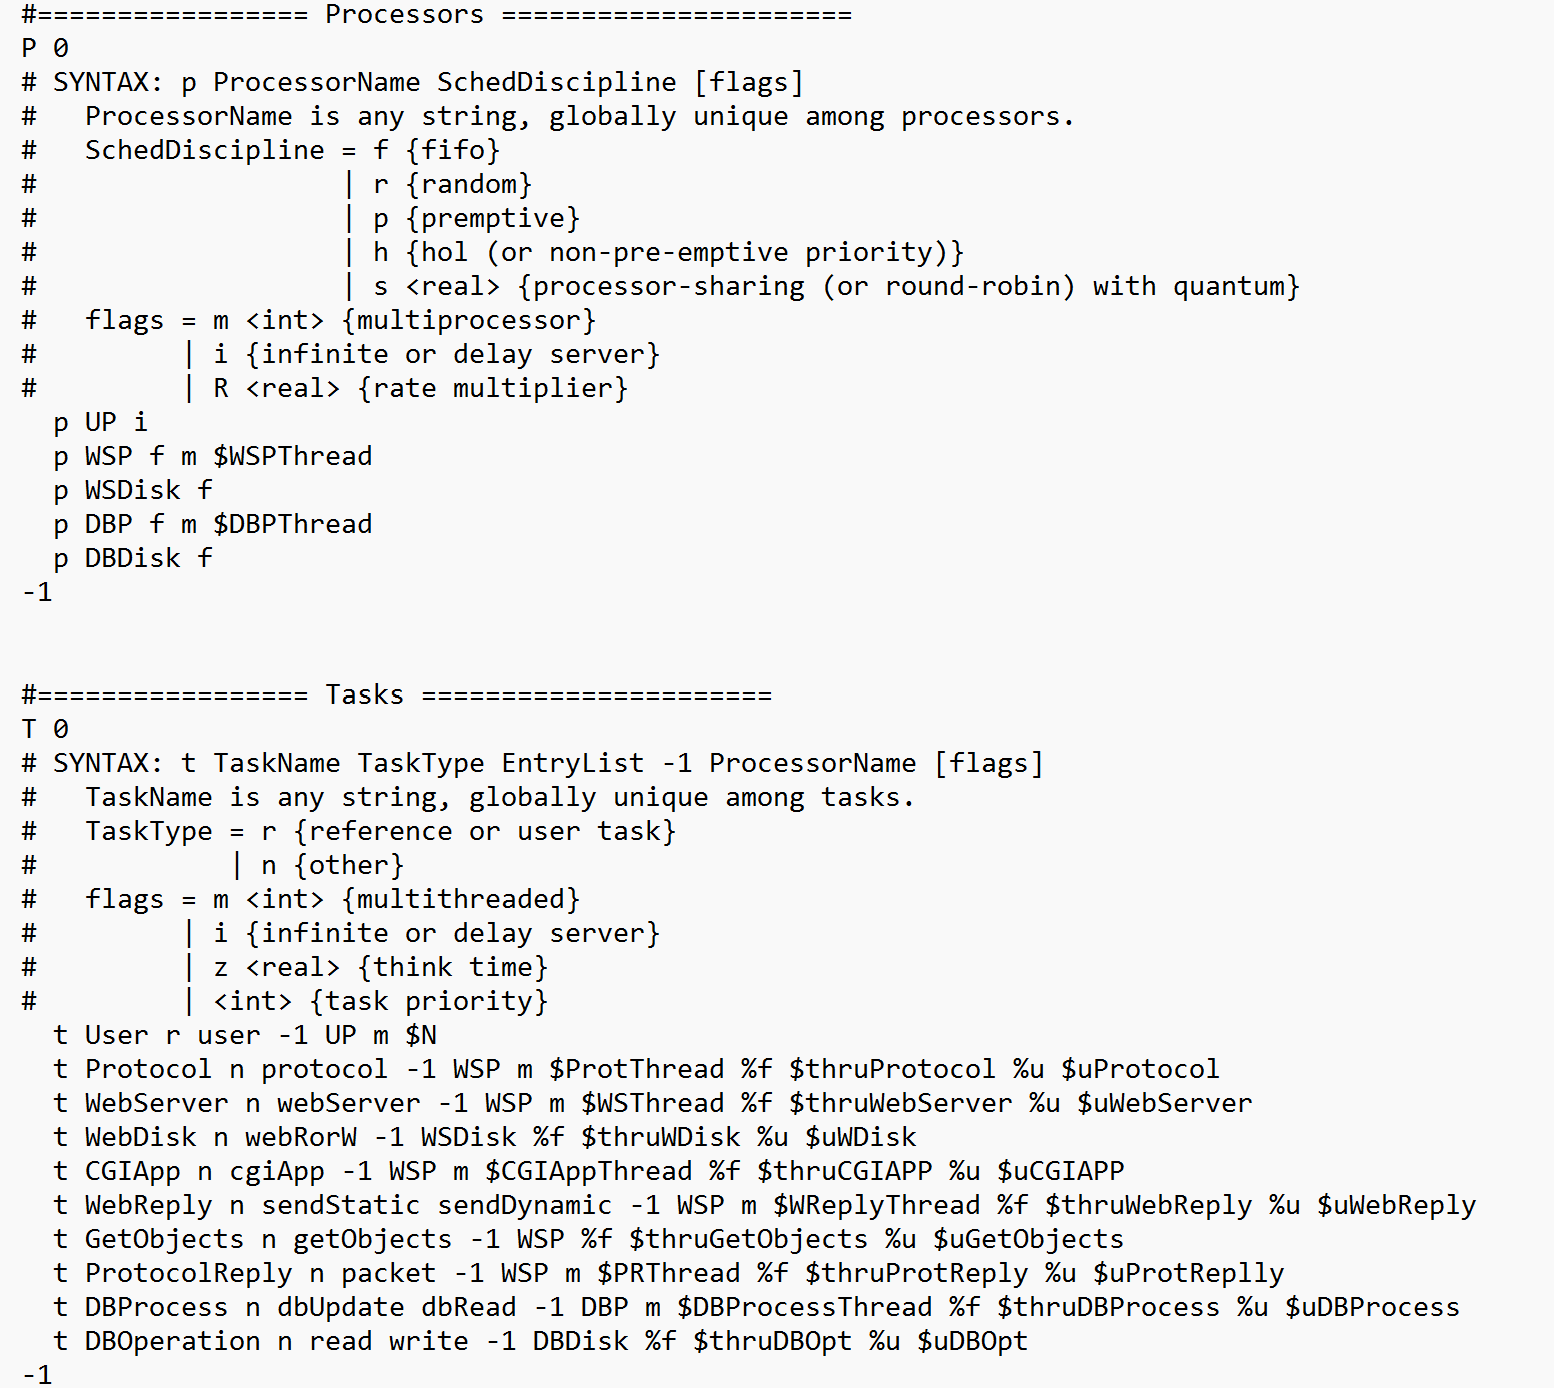 #================= Processors ======================
P 0
# SYNTAX: p ProcessorName SchedDiscipline [flags]
#   ProcessorName is any string, globally unique among processors.
#   SchedDiscipline = f {fifo}
#                   | r {random}
#                   | p {premptive}
#                   | h {hol (or non-pre-emptive priority)}
#                   | s <real> {processor-sharing (or round-robin) with quantum}
#   flags = m <int> {multiprocessor}
#         | i {infinite or delay server}
#         | R <real> {rate multiplier}
  p UP i
  p WSP f m $WSPThread
  p WSDisk f
  p DBP f m $DBPThread
  p DBDisk f
-1
#================= Tasks ======================
T 0
# SYNTAX: t TaskName TaskType EntryList -1 ProcessorName [flags]
#   TaskName is any string, globally unique among tasks.
#   TaskType = r {reference or user task}
#            | n {other}
#   flags = m <int> {multithreaded}
#         | i {infinite or delay server}
#         | z <real> {think time}
#         | <int> {task priority}
  t User r user -1 UP m $N
  t Protocol n protocol -1 WSP m $ProtThread %f $thruProtocol %u $uProtocol
  t WebServer n webServer -1 WSP m $WSThread %f $thruWebServer %u $uWebServer
  t WebDisk n webRorW -1 WSDisk %f $thruWDisk %u $uWDisk
  t CGIApp n cgiApp -1 WSP m $CGIAppThread %f $thruCGIAPP %u $uCGIAPP
  t WebReply n sendStatic sendDynamic -1 WSP m $WReplyThread %f $thruWebReply %u $uWebReply
  t GetObjects n getObjects -1 WSP %f $thruGetObjects %u $uGetObjects
  t ProtocolReply n packet -1 WSP m $PRThread %f $thruProtReply %u $uProtReplly
  t DBProcess n dbUpdate dbRead -1 DBP m $DBProcessThread %f $thruDBProcess %u $uDBProcess
  t DBOperation n read write -1 DBDisk %f $thruDBOpt %u $uDBOpt
-1